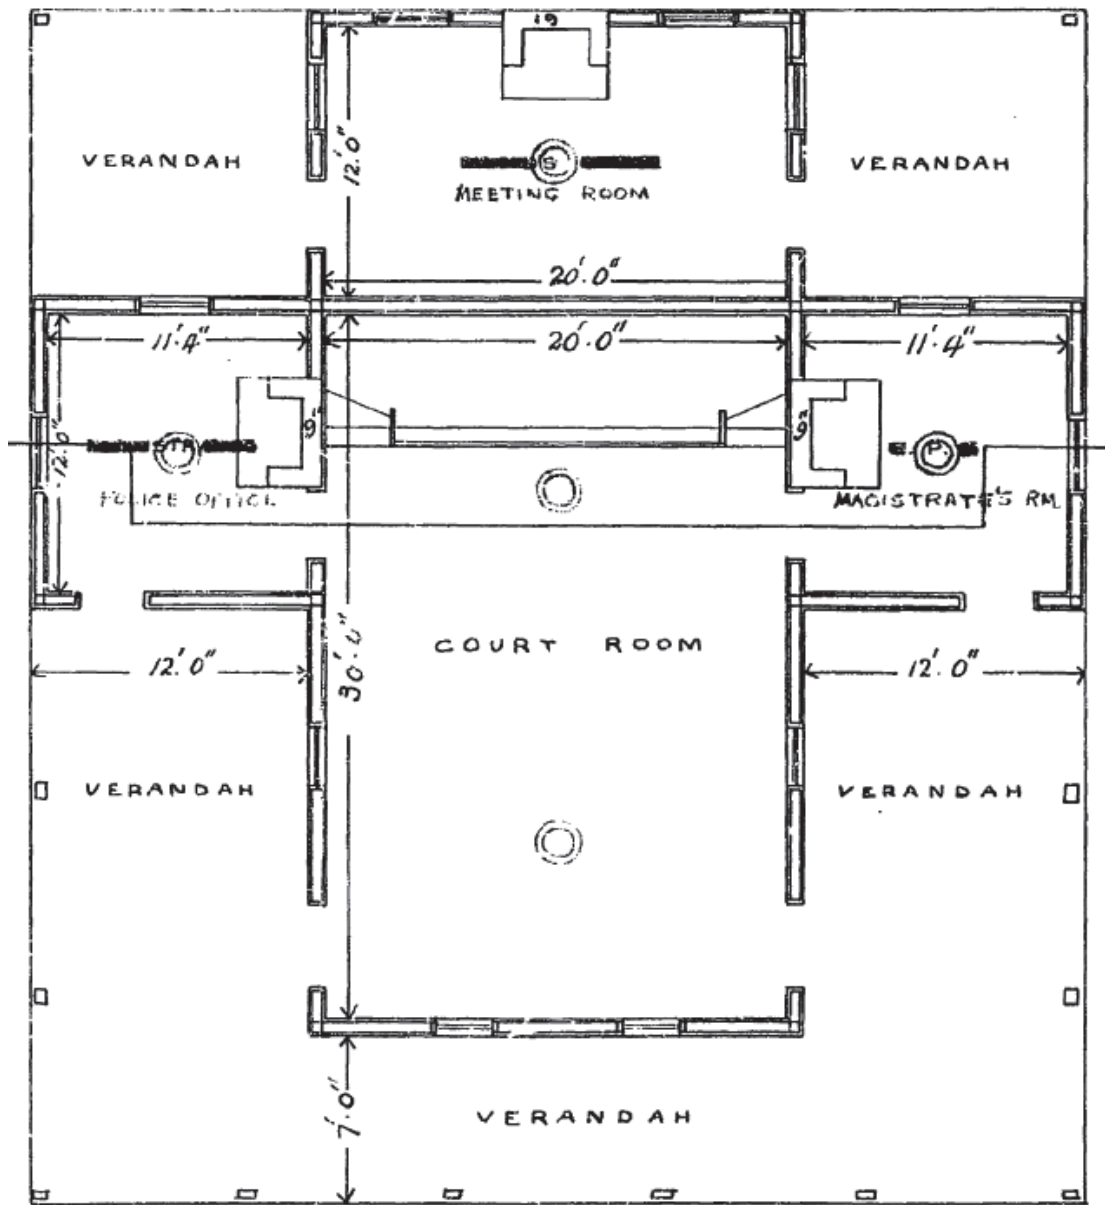 19
VERANDAH
12'.0"
S
VERANDAH
MEETING ROOM
20'.0"
11'.4"
20'.0"
11'.4"
9"
9"
12'.0"
STR
P.
POLICE OFFICE
MAGISTRATE'S RM.
COURT ROOM
12'.0"
30'.0"
12'.0"
VERANDAH
VERANDAH
7'.0"
VERANDAH